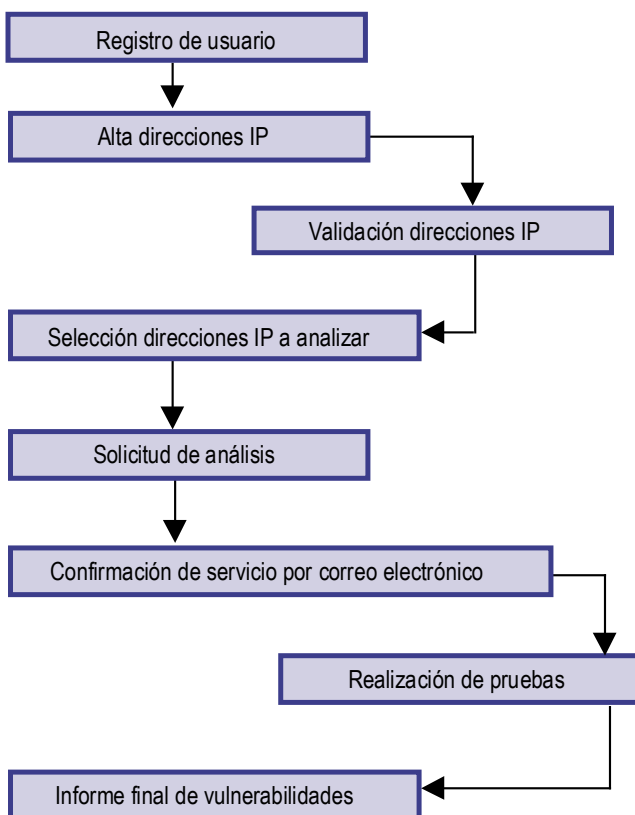 Registro de usuario
Alta direcciones IP
Validación direcciones IP
Selección direcciones IP a analizar
Solicitud de análisis
Confirmación de servicio por correo electrónico
Realización de pruebas
Informe final de vulnerabilidades